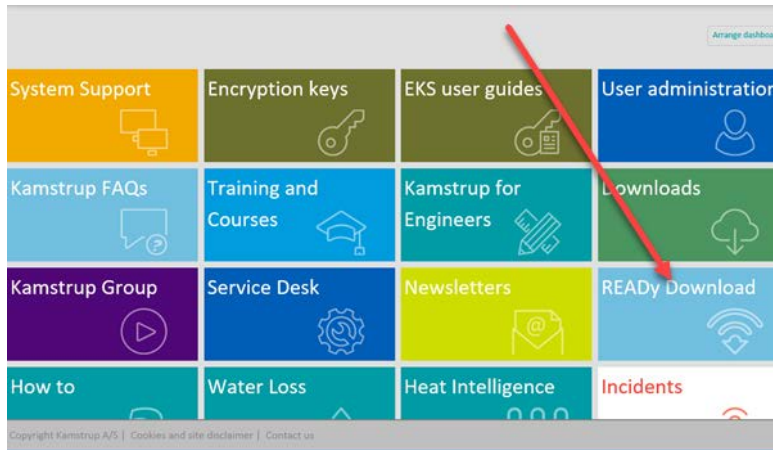 Arrange dashboa
System Support
Encryption keys
EKS user guides
User administration
Kamstrup FAQs
Training and
Courses
Kamstrup for
Engineers
Downloads
Kamstrup Group
Service Desk
Newsletters
READy Download
How to
Water Loss
Heat Intelligence
Incidents
Copyright Kamstrup A/S | Cookies and site disclaimer | Contact us